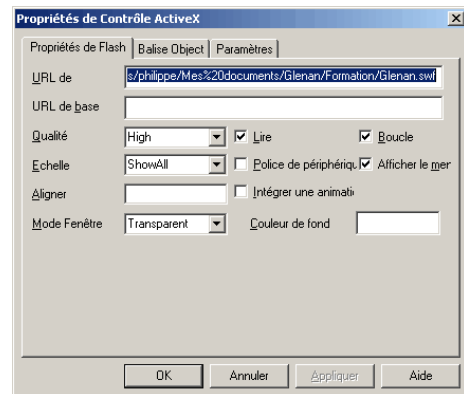 Propriétés de Contrôle ActiveX
Propriétés de Flash Balise Object Paramètres
URL de s/philippe/Mes%20documents/Glenan/Formation/Glenan.swf
URL de base
Qualité High Lire Boucle
Echelle ShowAll Police de périphériqu Afficher le mer
Aligner Intégrer une animatio
Mode Fenêtre Transparent Couleur de fond
OK Annuler Appliquer Aide